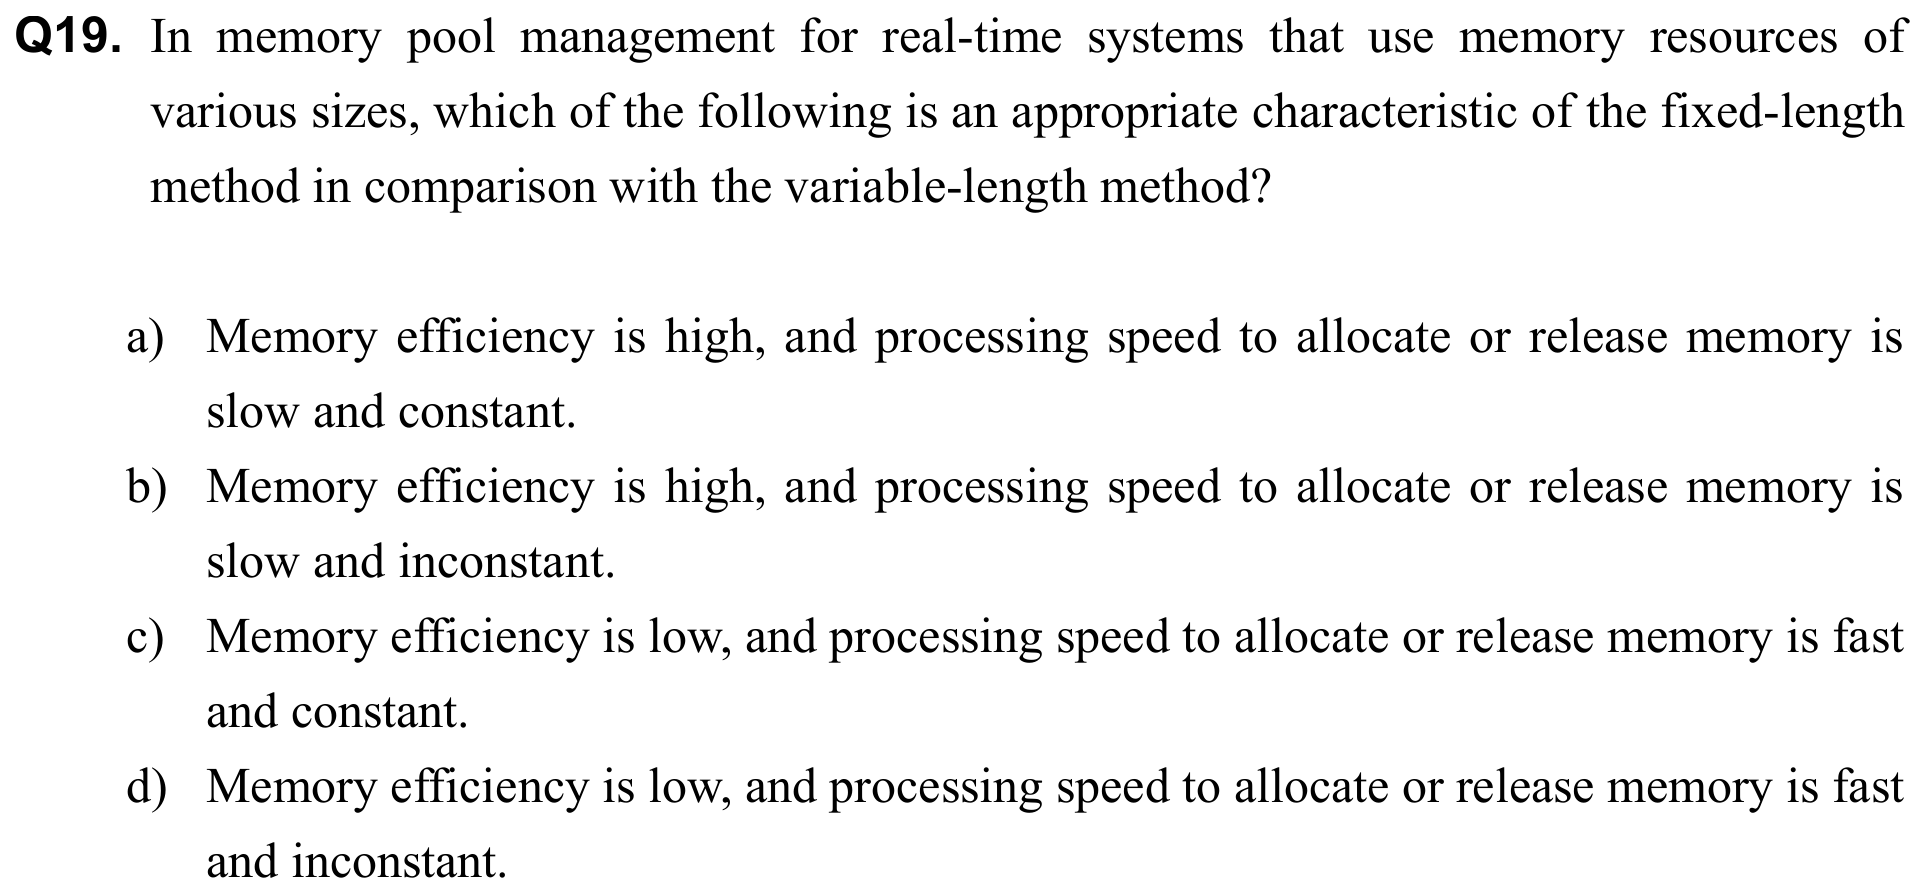 Q19. In memory pool management for real-time systems that use memory resources of
various sizes, which of the following is an appropriate characteristic of the fixed-length
method in comparison with the variable-length method?
a) Memory efficiency is high, and processing speed to allocate or release memory is
slow and constant.
b) Memory efficiency is high, and processing speed to allocate or release memory is
slow and inconstant.
c) Memory efficiency is low, and processing speed to allocate or release memory is fast
and constant.
d) Memory efficiency is low, and processing speed to allocate or release memory is fast
and inconstant.